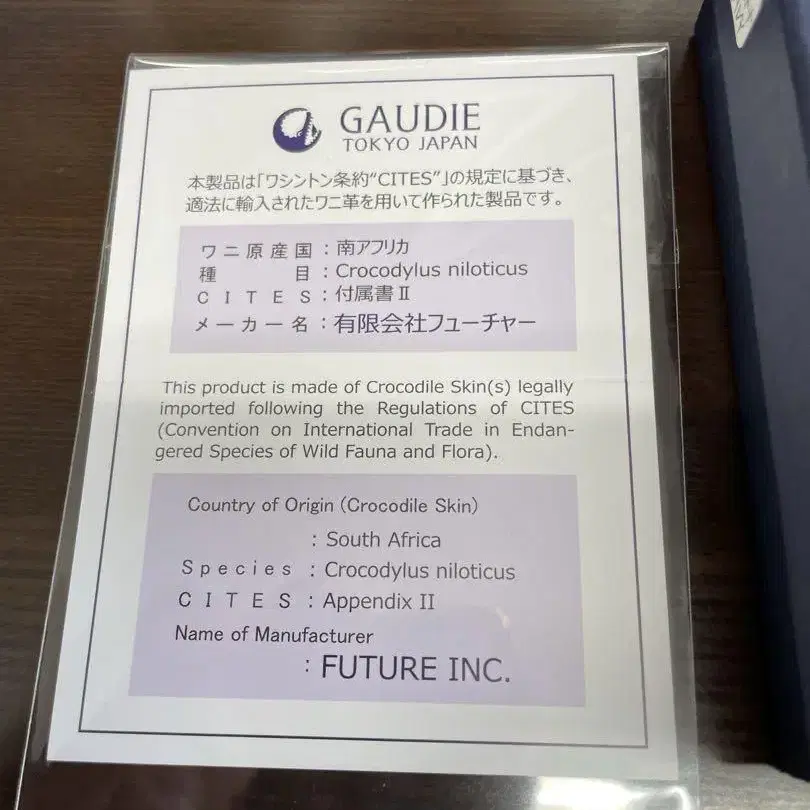 GAUDIE
TOKYO JAPAN
本製品は「ワシントン条約“CITES”」の規定に基づき、
適法に輸入されたワニ革を用いて作られた製品です。
ワニ原産国：南アフリカ
種　　　目：Crocodylus niloticus
C I T E S：付属書Ⅱ
メーカー名：有限会社フューチャー
This product is made of Crocodile Skin(s) legally
imported following the Regulations of CITES
(Convention on International Trade in Endan-
gered Species of Wild Fauna and Flora).
Country of Origin (Crocodile Skin)
: South Africa
Species : Crocodylus niloticus
C I T E S : Appendix II
Name of Manufacturer
: FUTURE INC.